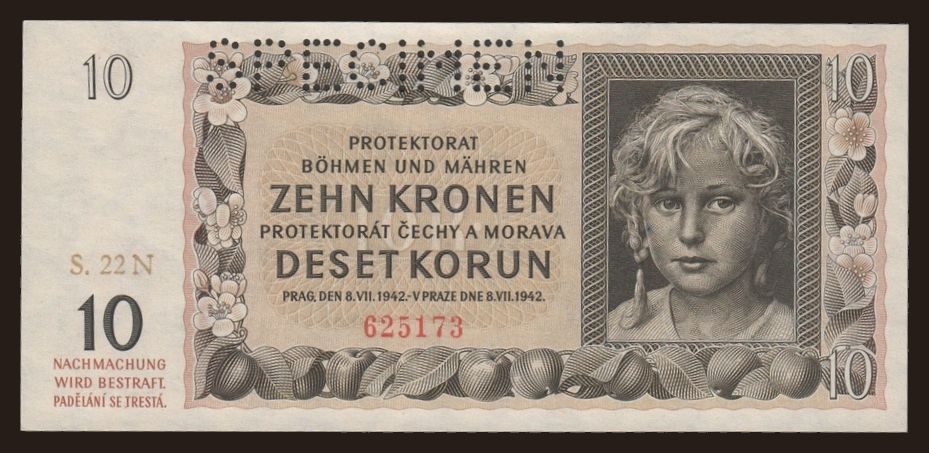 SPECIMEN
10
10
PROTEKTORAT
BÖHMEN UND MÄHREN
ZEHN KRONEN
PROTEKTORÁT ČECHY A MORAVA
DESET KORUN
PRAG, DEN 8. VII. 1942.-V PRAZE DNE 8. VII. 1942.
625173
S. 22 N
10
NACHMACHUNG
WIRD BESTRAFT.
PADĚLÁNÍ SE TRESTÁ.
10